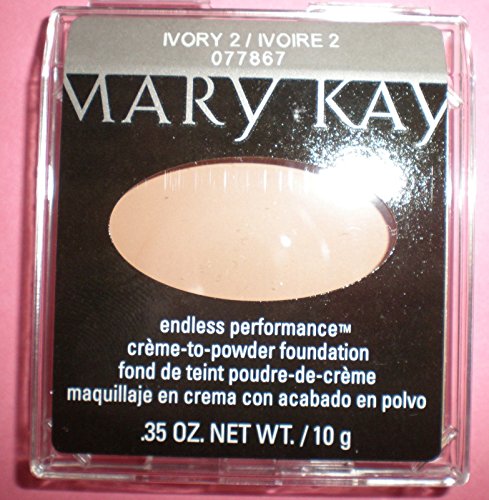 IVORY 2 / IVOIRE 2
077867
MARY KAY
endless performance™
crème-to-powder foundation
fond de teint poudre-de-crème
maquillaje en crema con acabado en polvo
.35 OZ. NET WT. / 10 g